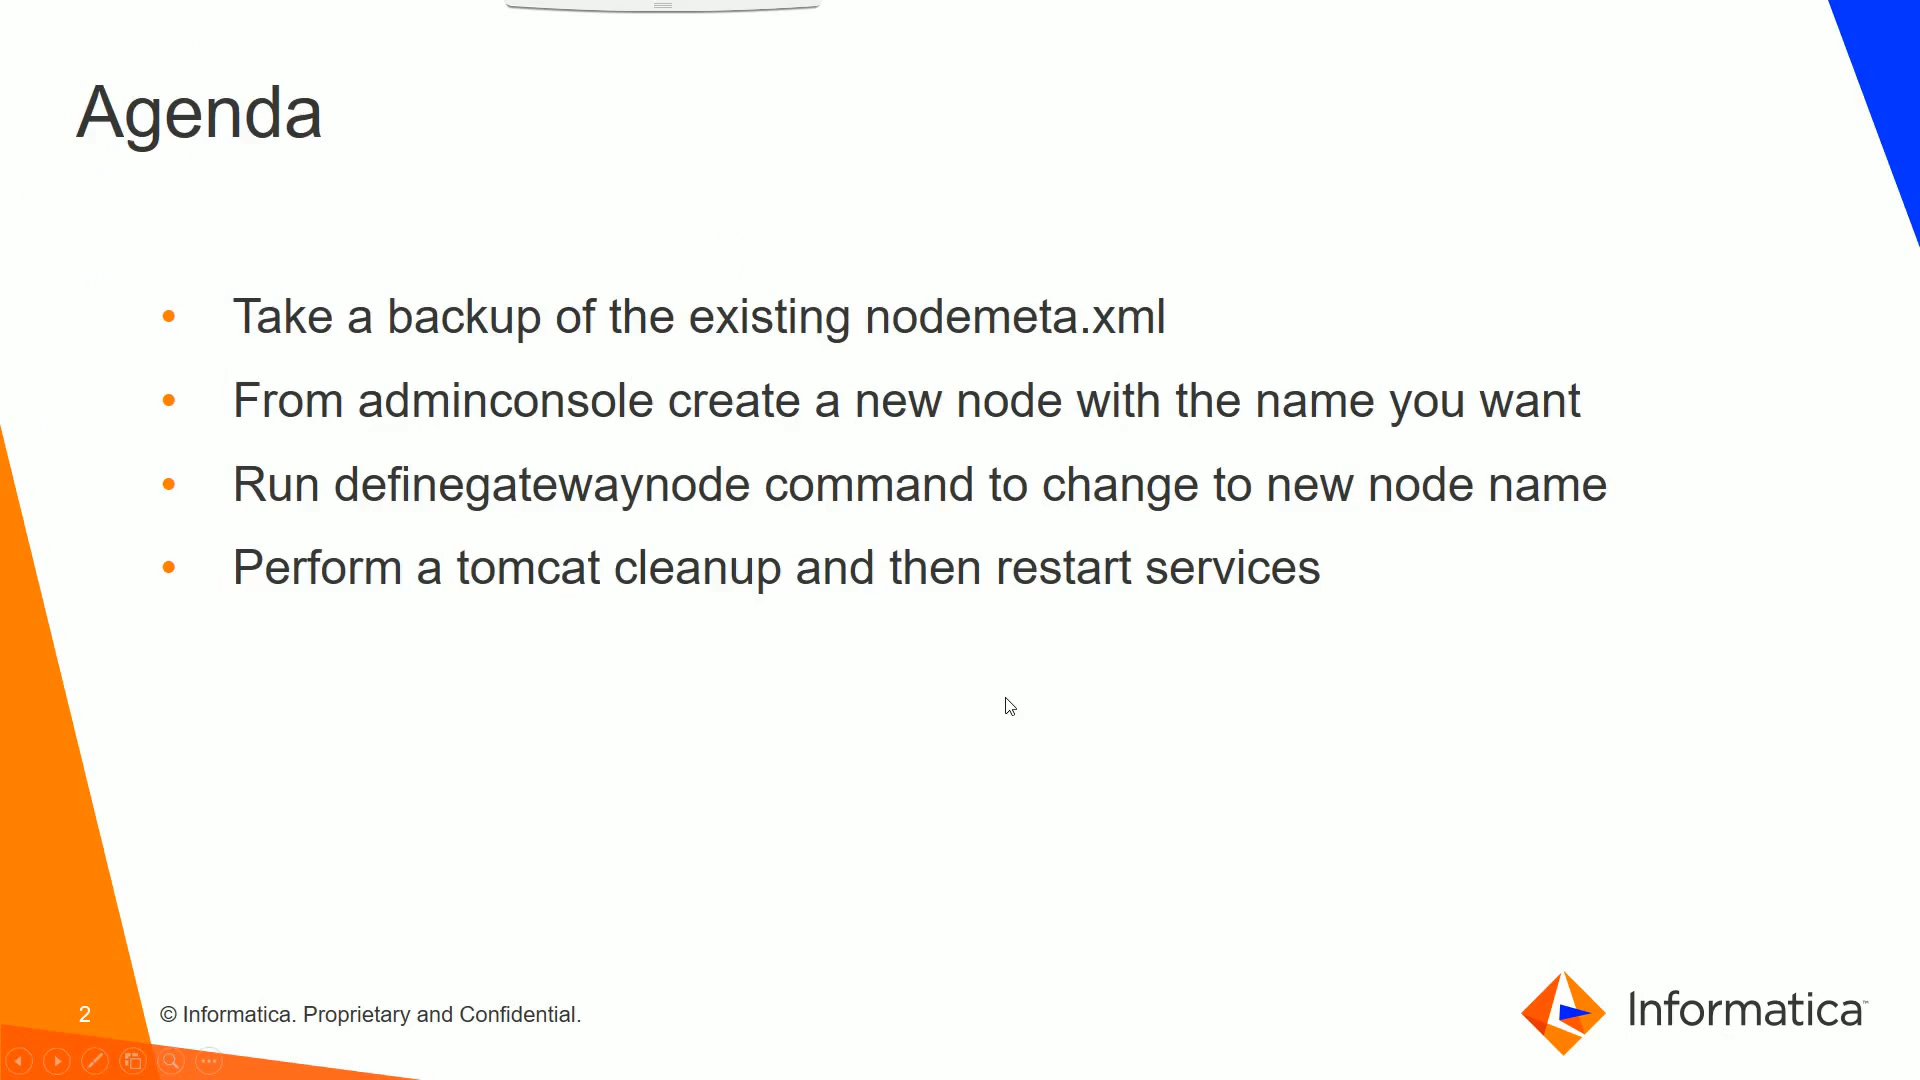 Agenda
• Take a backup of the existing nodemeta.xml
• From adminconsole create a new node with the name you want
• Run definegatewaynode command to change to new node name
• Perform a tomcat cleanup and then restart services
2
© Informatica. Proprietary and Confidential.
Informatica™